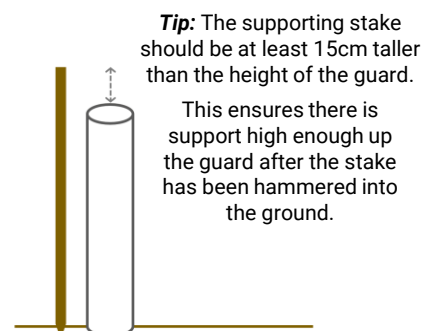 Tip: The supporting stake
should be at least 15cm taller
than the height of the guard.
This ensures there is
support high enough up
the guard after the stake
has been hammered into
the ground.